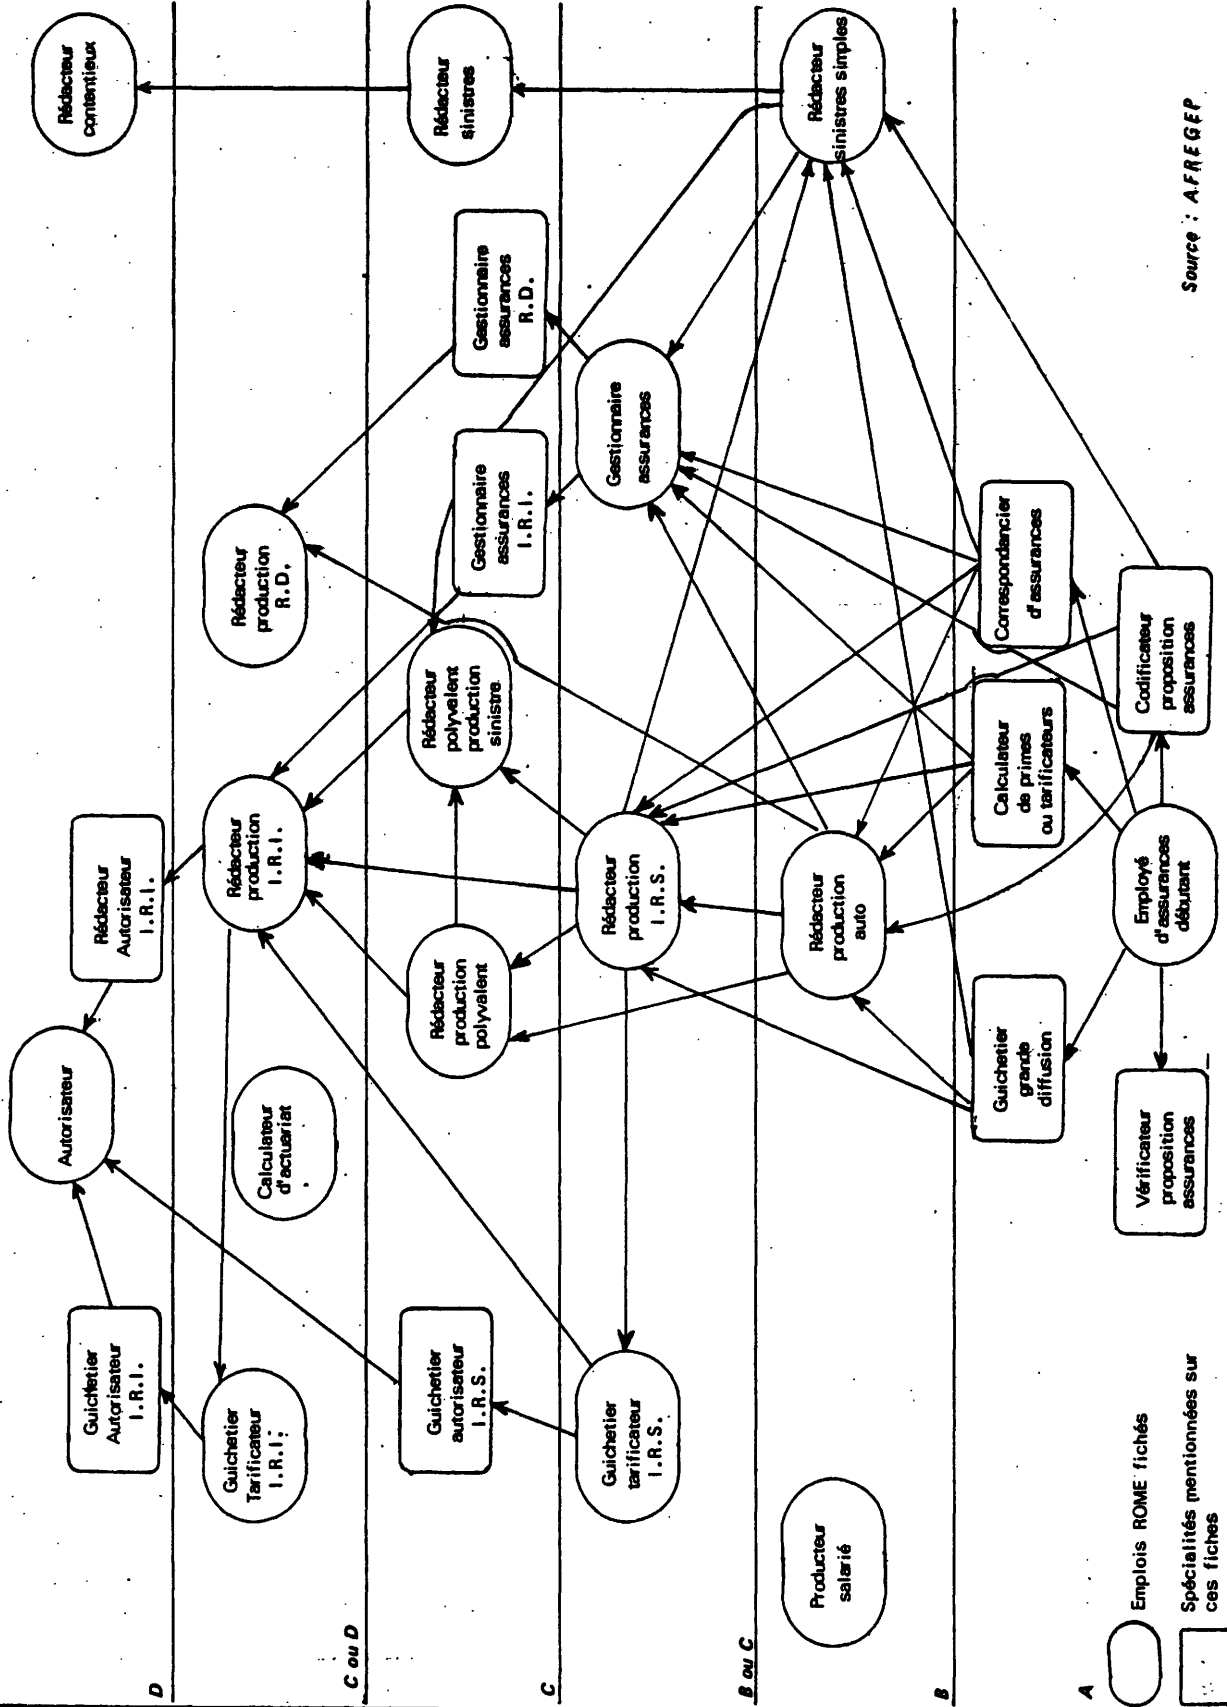 Rédacteur
contentieux
Autorisateur
Rédacteur
Autorisateur
I.R.I.
Guichetier
Autorisateur
I.R.I.
D
Rédacteur
production
R.D.
Rédacteur
production
I.R.I.
Calculateur
d'actuariat
Guichetier
Tarificateur
I.R.I.
C ou D
Rédacteur
sinistres
Gestionnaire
assurances
R.D.
Gestionnaire
assurances
I.R.I.
Rédacteur
polyvalent
production
sinistre
Rédacteur
production
polyvalent
Guichetier
autorisateur
I.R.S.
C
Gestionnaire
assurances
Rédacteur
production
I.R.S.
Guichetier
tarificateur
I.R.S.
B ou C
Rédacteur
sinistres simples
Rédacteur
production
auto
Producteur
salarié
B
Correspondancier
d'assurances
Calculateur
de primes
ou tarificateurs
Guichetier
grande
diffusion
A
Codificateur
proposition
assurances
Employé
d'assurances
débutant
Vérificateur
proposition
assurances
Emplois ROME fichés
Spécialités mentionnées sur
ces fiches
Source : A.F.R.E.G.E.P